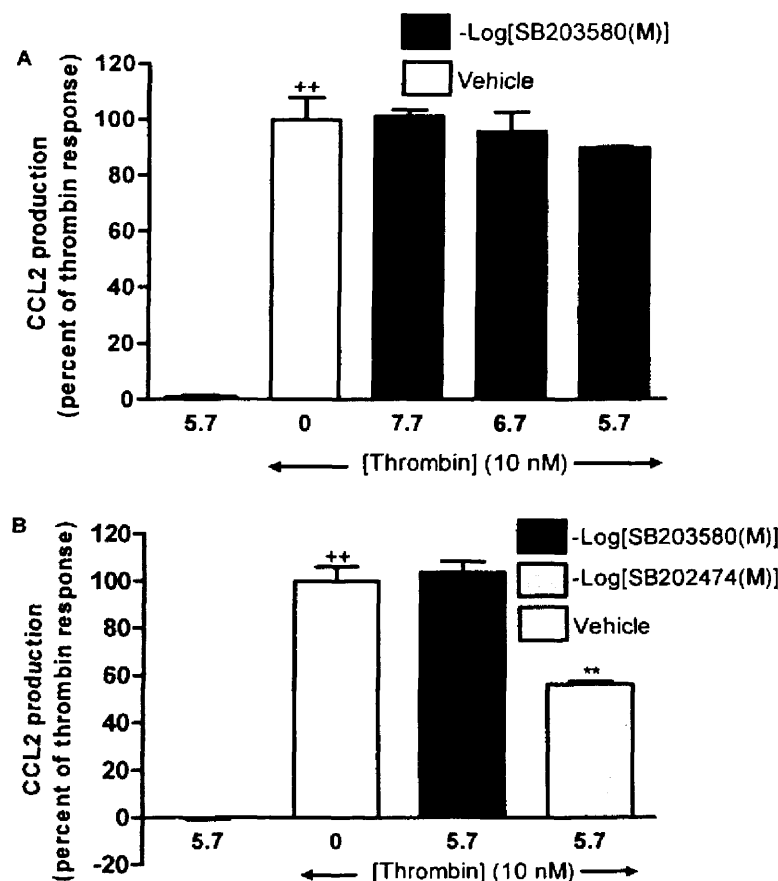 A
-Log[SB203580(M)]
Vehicle
CCL2 production
(percent of thrombin response)
120
100
80
60
40
20
0
++
5.7 0 7.7 6.7 5.7
[Thrombin] (10 nM)
B
-Log[SB203580(M)]
-Log[SB202474(M)]
Vehicle
CCL2 production
(percent of thrombin response)
120
100
80
60
40
20
0
-20
++
**
5.7 0 5.7 5.7
[Thrombin] (10 nM)